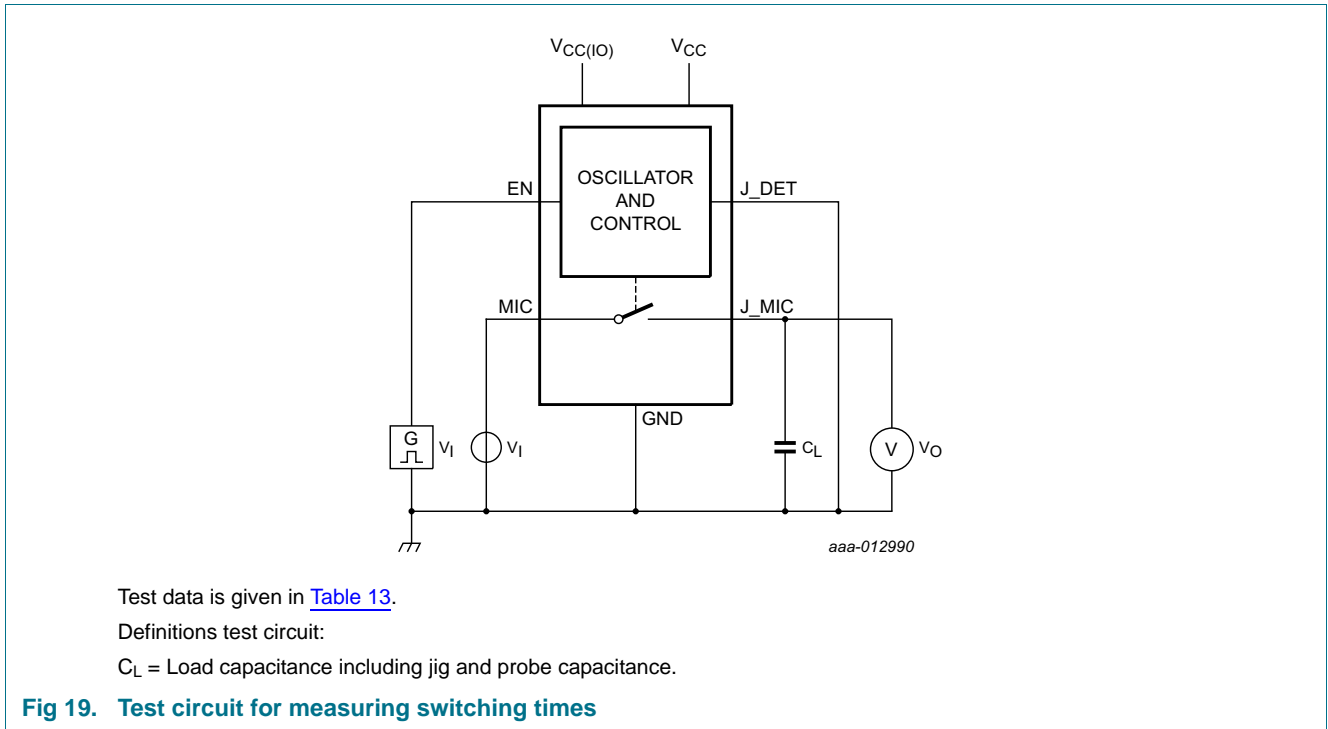 VCC(IO) VCC
OSCILLATOR
AND
CONTROL
EN
J_DET
MIC
J_MIC
GND
G
VI
VI
CL
V
VO
aaa-012990
Test data is given in Table 13.
Definitions test circuit:
CL = Load capacitance including jig and probe capacitance.
Fig 19. Test circuit for measuring switching times